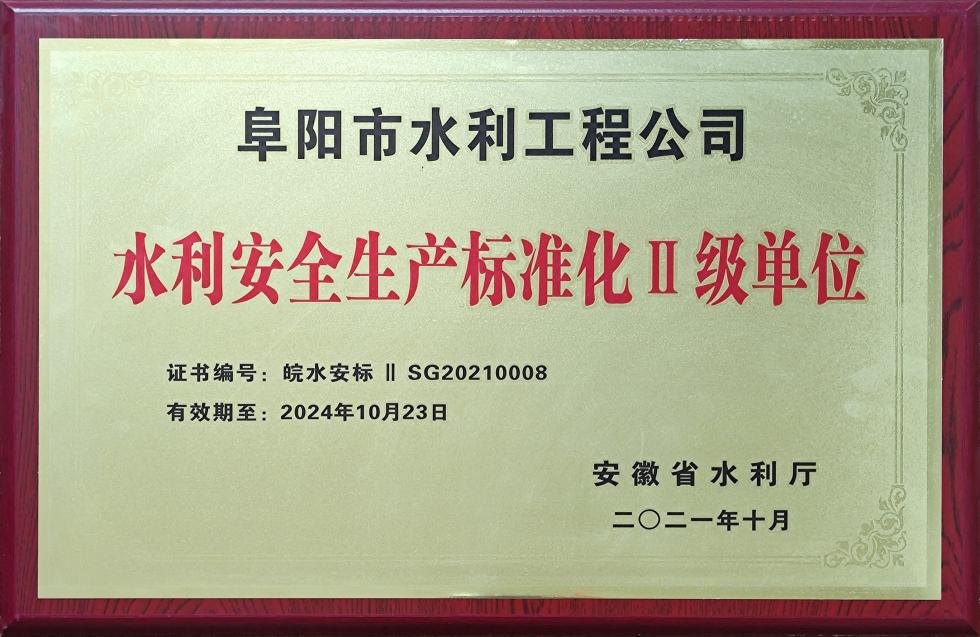 阜阳市水利工程公司
水利安全生产标准化Ⅱ级单位
证书编号：皖水安标 Ⅱ SG20210008
有效期至：2024年10月23日
安徽省水利厅
二〇二一年十月